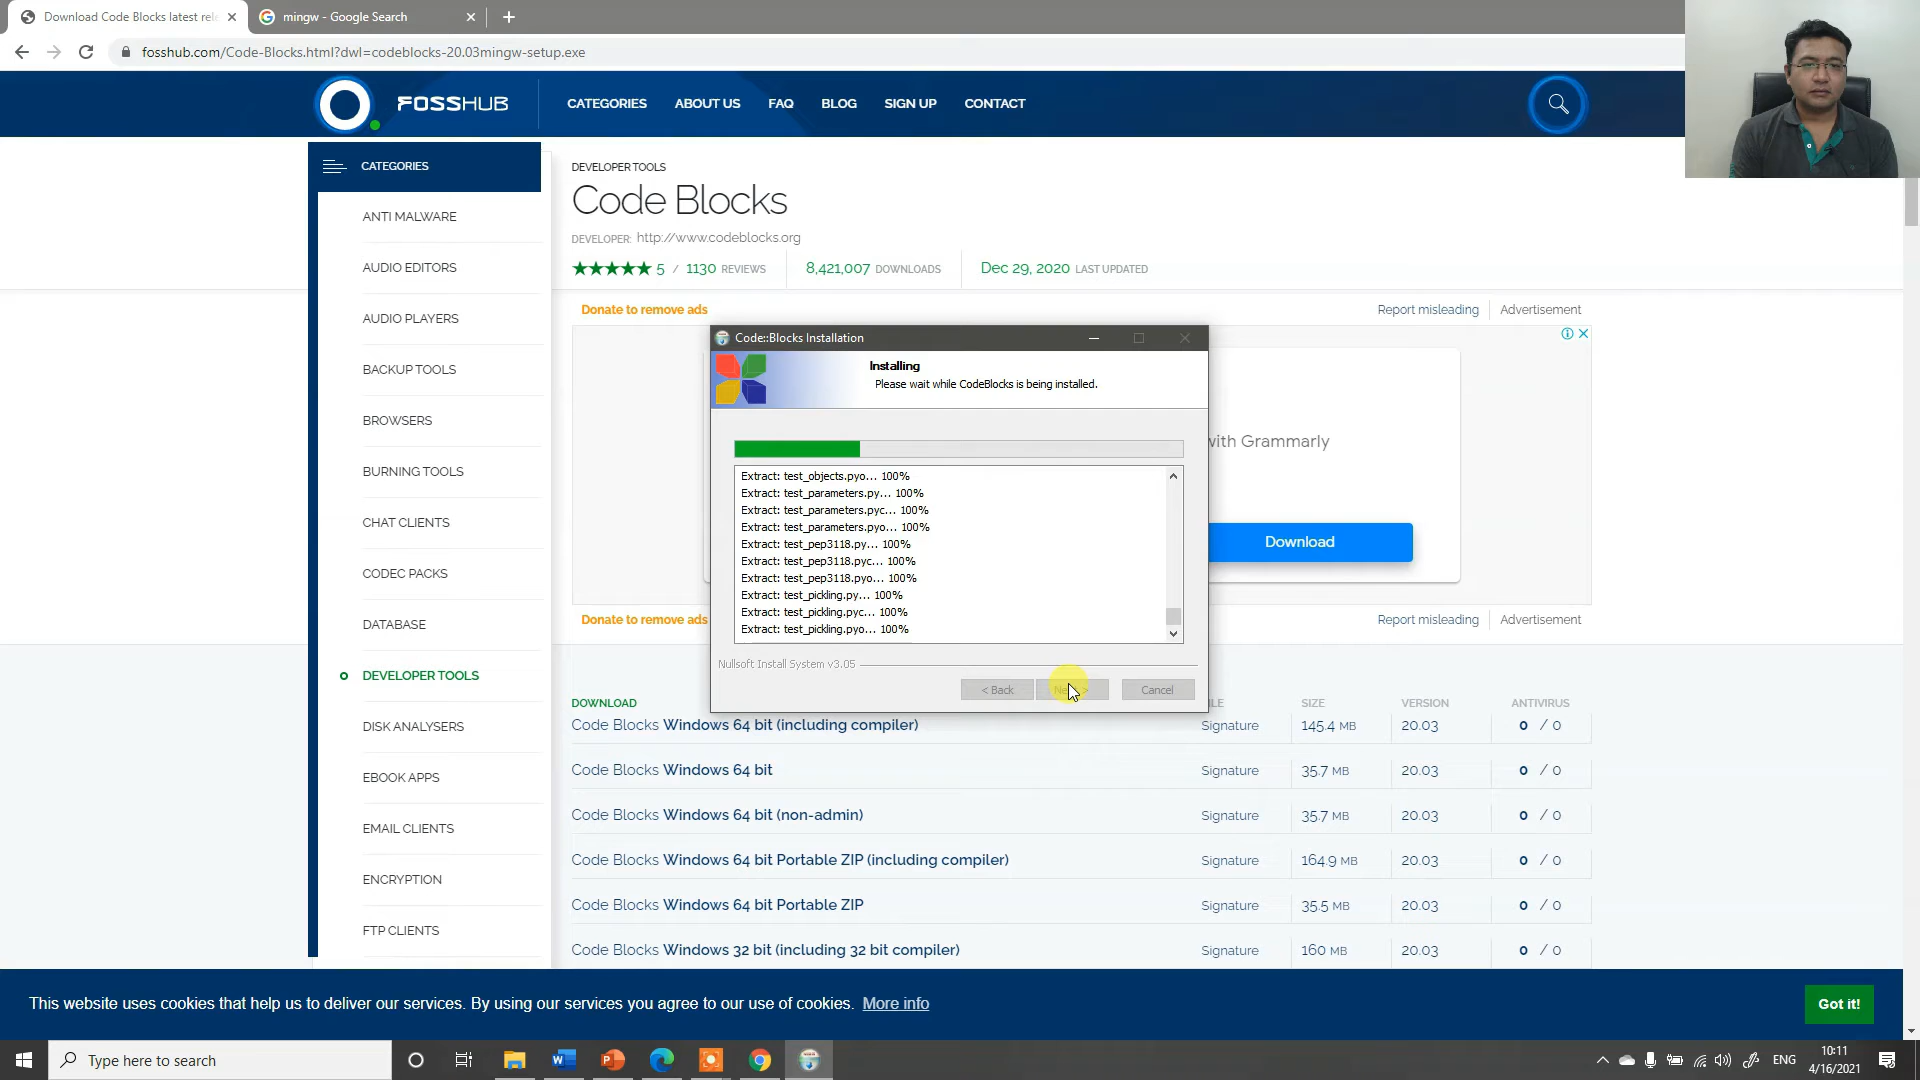 Download Code Blocks latest rel
mingw - Google Search
fosshub.com/Code-Blocks.html?dwl=codeblocks-20.03mingw-setup.exe
FOSSHUB
CATEGORIES
ABOUT US
FAQ
BLOG
SIGN UP
CONTACT
CATEGORIES
ANTI MALWARE
AUDIO EDITORS
AUDIO PLAYERS
BACKUP TOOLS
BROWSERS
BURNING TOOLS
CHAT CLIENTS
CODEC PACKS
DATABASE
DEVELOPER TOOLS
DISK ANALYSERS
EBOOK APPS
EMAIL CLIENTS
ENCRYPTION
FTP CLIENTS
DEVELOPER TOOLS
Code Blocks
DEVELOPER: http://www.codeblocks.org
5 / 1130 REVIEWS
8,421,007 DOWNLOADS
Dec 29, 2020 LAST UPDATED
Donate to remove ads
Report misleading
Advertisement
with Grammarly
Download
Code::Blocks Installation
Installing
Please wait while CodeBlocks is being installed.
Extract: test_objects.pyo... 100%
Extract: test_parameters.py... 100%
Extract: test_parameters.pyc... 100%
Extract: test_parameters.pyo... 100%
Extract: test_pep3118.py... 100%
Extract: test_pep3118.pyc... 100%
Extract: test_pep3118.pyo... 100%
Extract: test_pickling.py... 100%
Extract: test_pickling.pyc... 100%
Extract: test_pickling.pyo... 100%
Nullsoft Install System v3.05
< Back
Cancel
Donate to remove ads
Report misleading
Advertisement
DOWNLOAD SIZE VERSION ANTIVIRUS
Code Blocks Windows 64 bit (including compiler) Signature 145.4 MB 20.03 0 / 0
Code Blocks Windows 64 bit Signature 35.7 MB 20.03 0 / 0
Code Blocks Windows 64 bit (non-admin) Signature 35.7 MB 20.03 0 / 0
Code Blocks Windows 64 bit Portable ZIP (including compiler) Signature 164.9 MB 20.03 0 / 0
Code Blocks Windows 64 bit Portable ZIP Signature 35.5 MB 20.03 0 / 0
Code Blocks Windows 32 bit (including 32 bit compiler) Signature 160 MB 20.03 0 / 0
This website uses cookies that help us to deliver our services. By using our services you agree to our use of cookies. More info
Got it!
Type here to search
ENG
10:11
4/16/2021